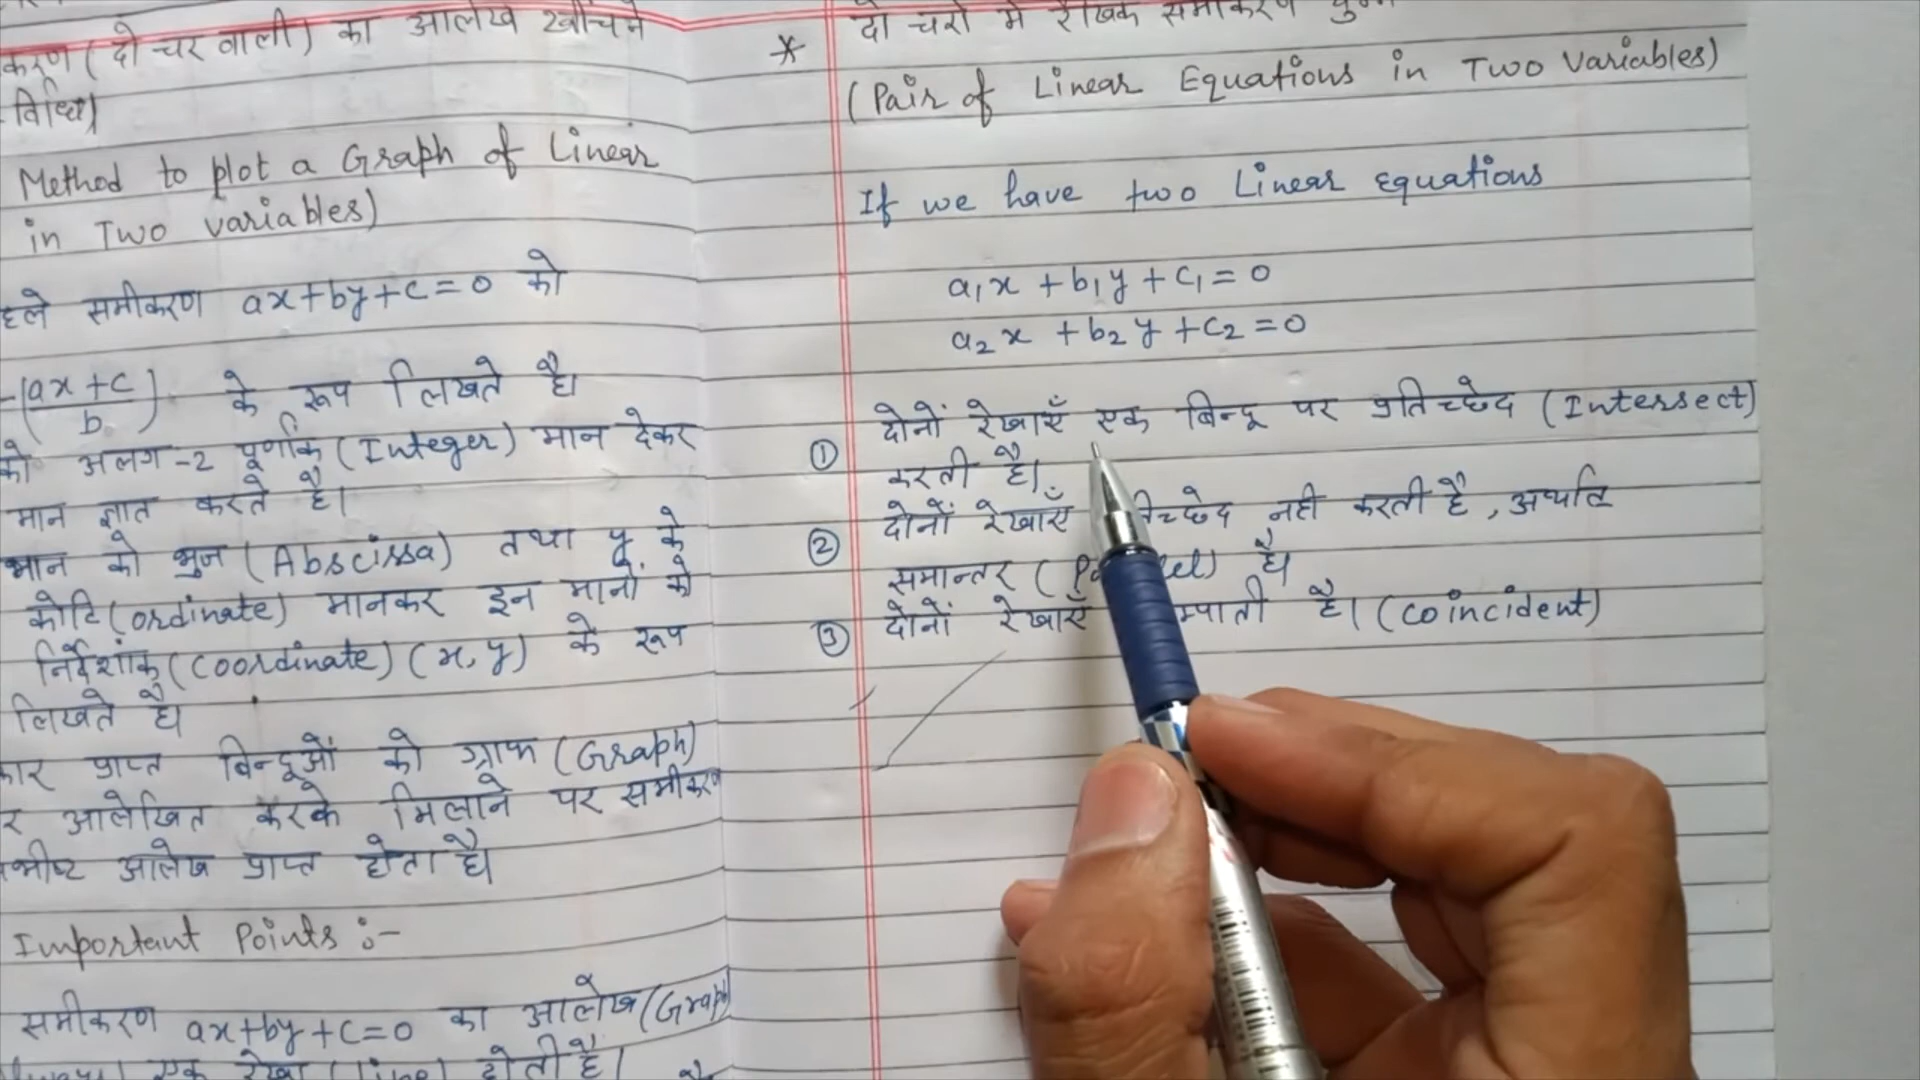 करण (दो चर वाली) का आलेख खींचने
विधि)
Method to plot a Graph of Linear
in Two variables)
समीकरण ax+by+c=0 को
-(ax+c/b) के रूप लिखते है।
को अलग-2 पूर्णांक (Integer) मान देकर
मान ज्ञात करते है।
मान को भुज (Abscissa) तथा y के
कोटि (ordinate) मानकर इन मानों को
निर्देशांक (coordinate) (x, y) के रूप
लिखते है।
प्राप्त बिन्दूओं को ग्राफ (Graph)
आलेखित करके मिलाने पर समीकरण
आलेख प्राप्त होता है।
Important Points :-
समीकरण ax+by+c=0 का आलेख (Graph
एक रेखा (line) होती है।
* दो चरों में रैखिक समीकरण
(Pair of Linear Equations in Two Variables)
If we have two Linear Equations
a₁x + b₁y + c₁ = 0
a₂x + b₂y + c₂ = 0
① दोनों रेखाएँ एक बिन्दू पर प्रतिच्छेद (Intersect)
करती है।
② दोनों रेखाएँ नही करती है, अर्थात
समान्तर है।
③ दोनों रेखाएँ है। (coincident)